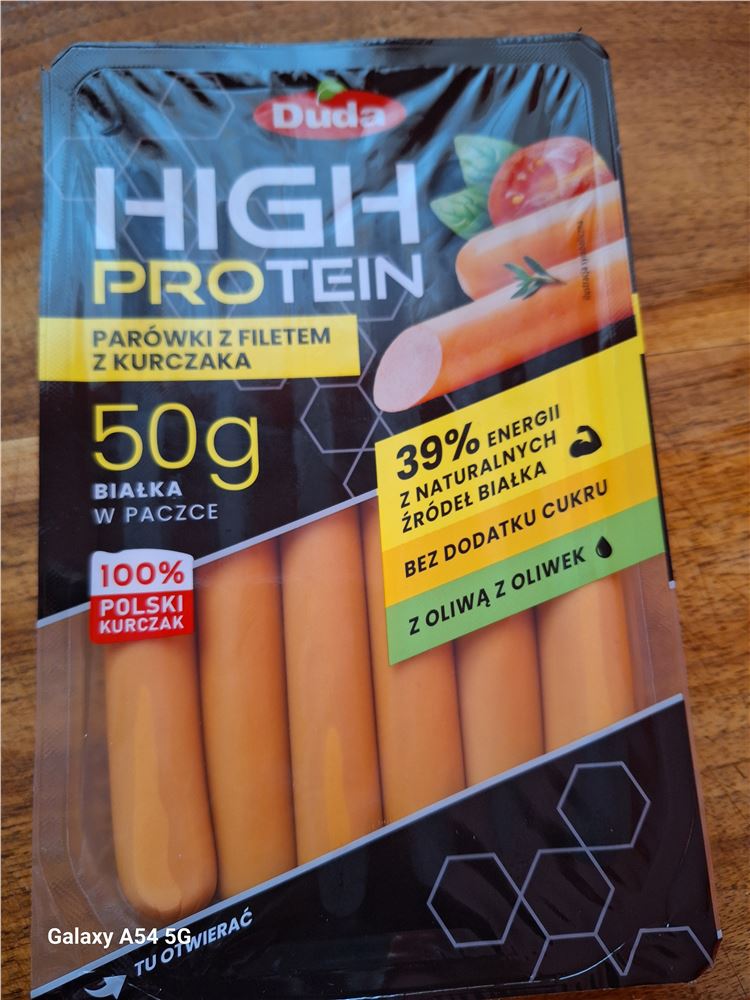 Duda
HIGH
PROTEIN
PARÓWKI Z FILETEM
Z KURCZAKA
50g
BIAŁKA
W PACZCE
39% ENERGII
Z NATURALNYCH
ŹRÓDEŁ BIAŁKA
BEZ DODATKU CUKRU
Z OLIWĄ Z OLIWEK
100%
POLSKI
KURCZAK
TU OTWIERAĆ
Galaxy A54 5G